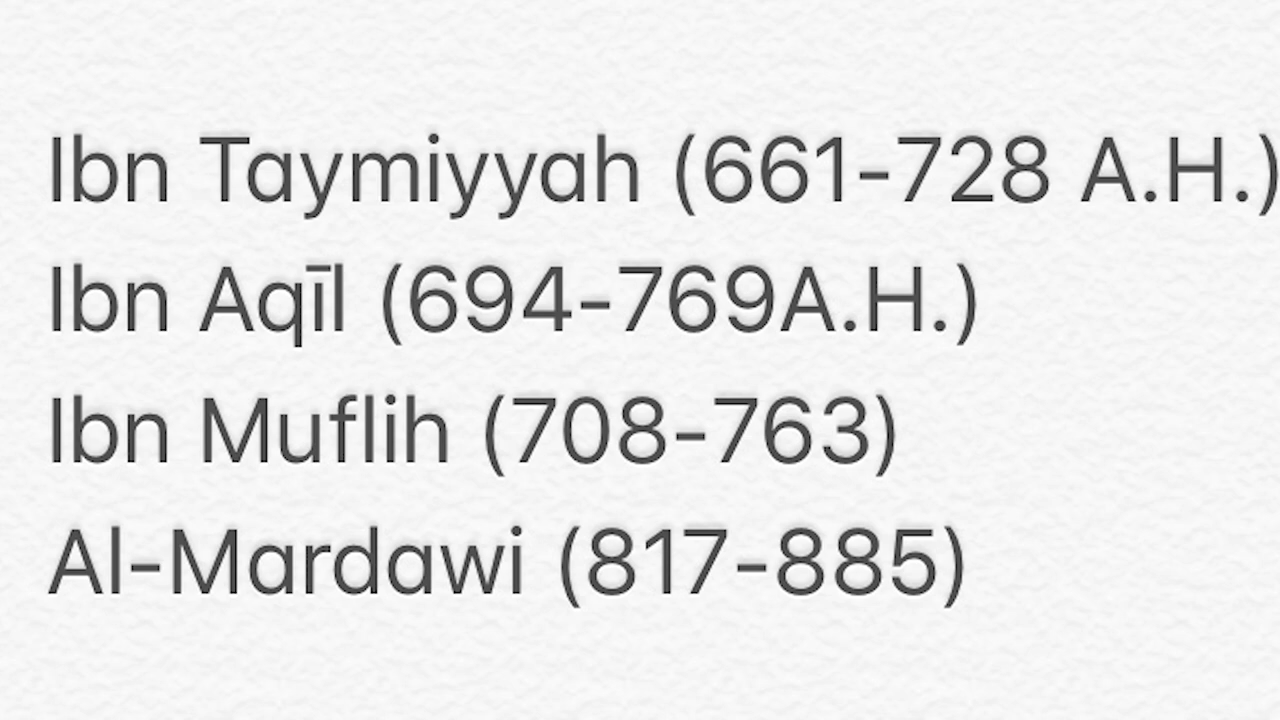 Ibn Taymiyyah (661-728 A.H.)
Ibn Aqīl (694-769A.H.)
Ibn Muflih (708-763)
Al-Mardawi (817-885)